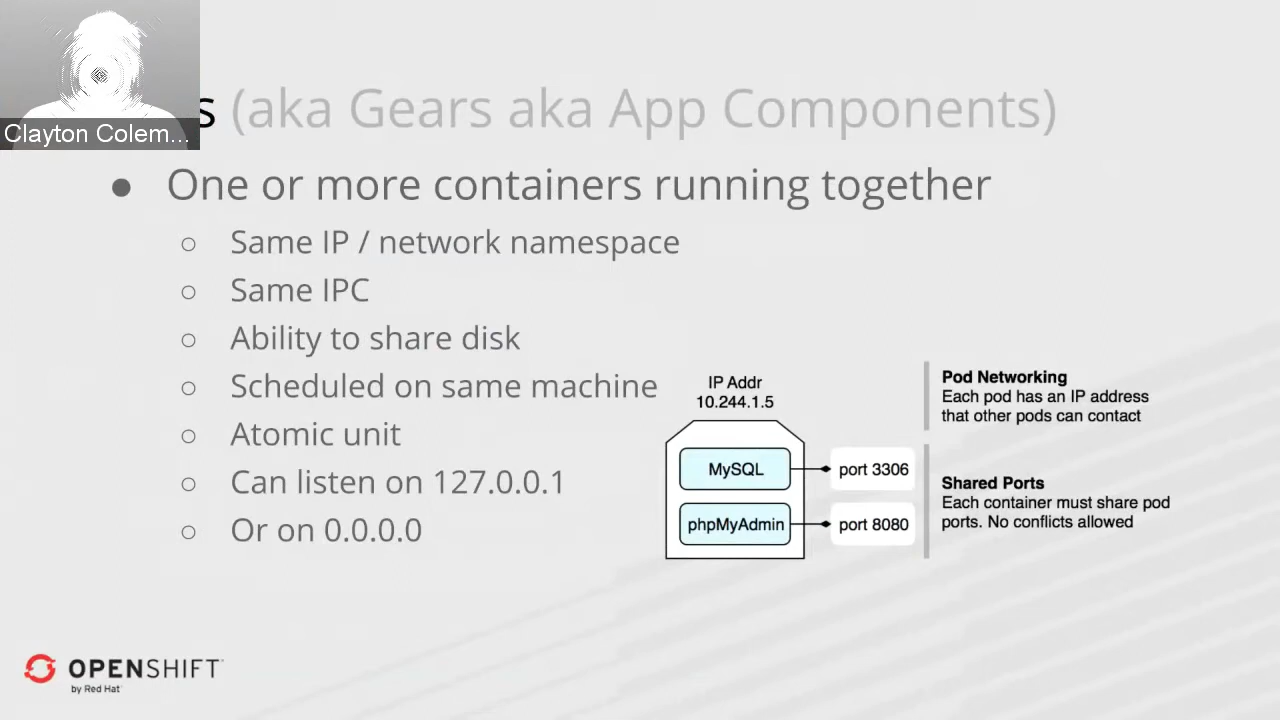 s (aka Gears aka App Components)
Clayton Colem...
● One or more containers running together
○ Same IP / network namespace
○ Same IPC
○ Ability to share disk
○ Scheduled on same machine
○ Atomic unit
○ Can listen on 127.0.0.1
○ Or on 0.0.0.0
IP Addr
10.244.1.5
MySQL
port 3306
phpMyAdmin
port 8080
Pod Networking
Each pod has an IP address
that other pods can contact
Shared Ports
Each container must share pod
ports. No conflicts allowed
OPENSHIFT
by Red Hat